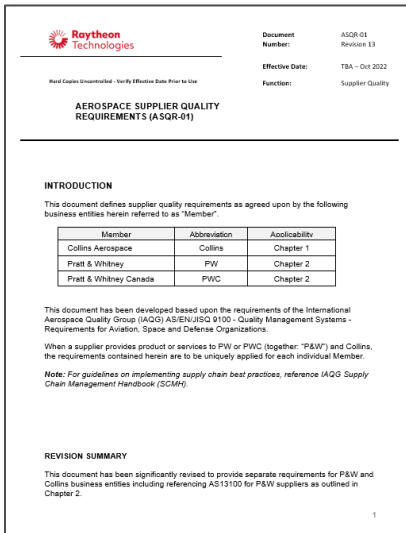 Raytheon
Technologies
Document Number: ASQR-01
Revision 13
Effective Date: TBA – Oct 2022
Function: Supplier Quality
Hard Copies Uncontrolled - Verify Effective Date Prior to Use
AEROSPACE SUPPLIER QUALITY
REQUIREMENTS (ASQR-01)
INTRODUCTION
This document defines supplier quality requirements as agreed upon by the following
business entities herein referred to as "Member".
Member Abbreviation Applicability
Collins Aerospace Collins Chapter 1
Pratt & Whitney PW Chapter 2
Pratt & Whitney Canada PWC Chapter 2
This document has been developed based upon the requirements of the International
Aerospace Quality Group (IAQG) AS/EN/JISQ 9100 - Quality Management Systems -
Requirements for Aviation, Space and Defense Organizations.
When a supplier provides product or services to PW or PWC (together: "P&W") and Collins,
the requirements contained herein are to be uniquely applied for each individual Member.
Note: For guidelines on implementing supply chain best practices, reference IAQG Supply
Chain Management Handbook (SCMH).
REVISION SUMMARY
This document has been significantly revised to provide separate requirements for P&W and
Collins business entities including referencing AS13100 for P&W suppliers as outlined in
Chapter 2.
1